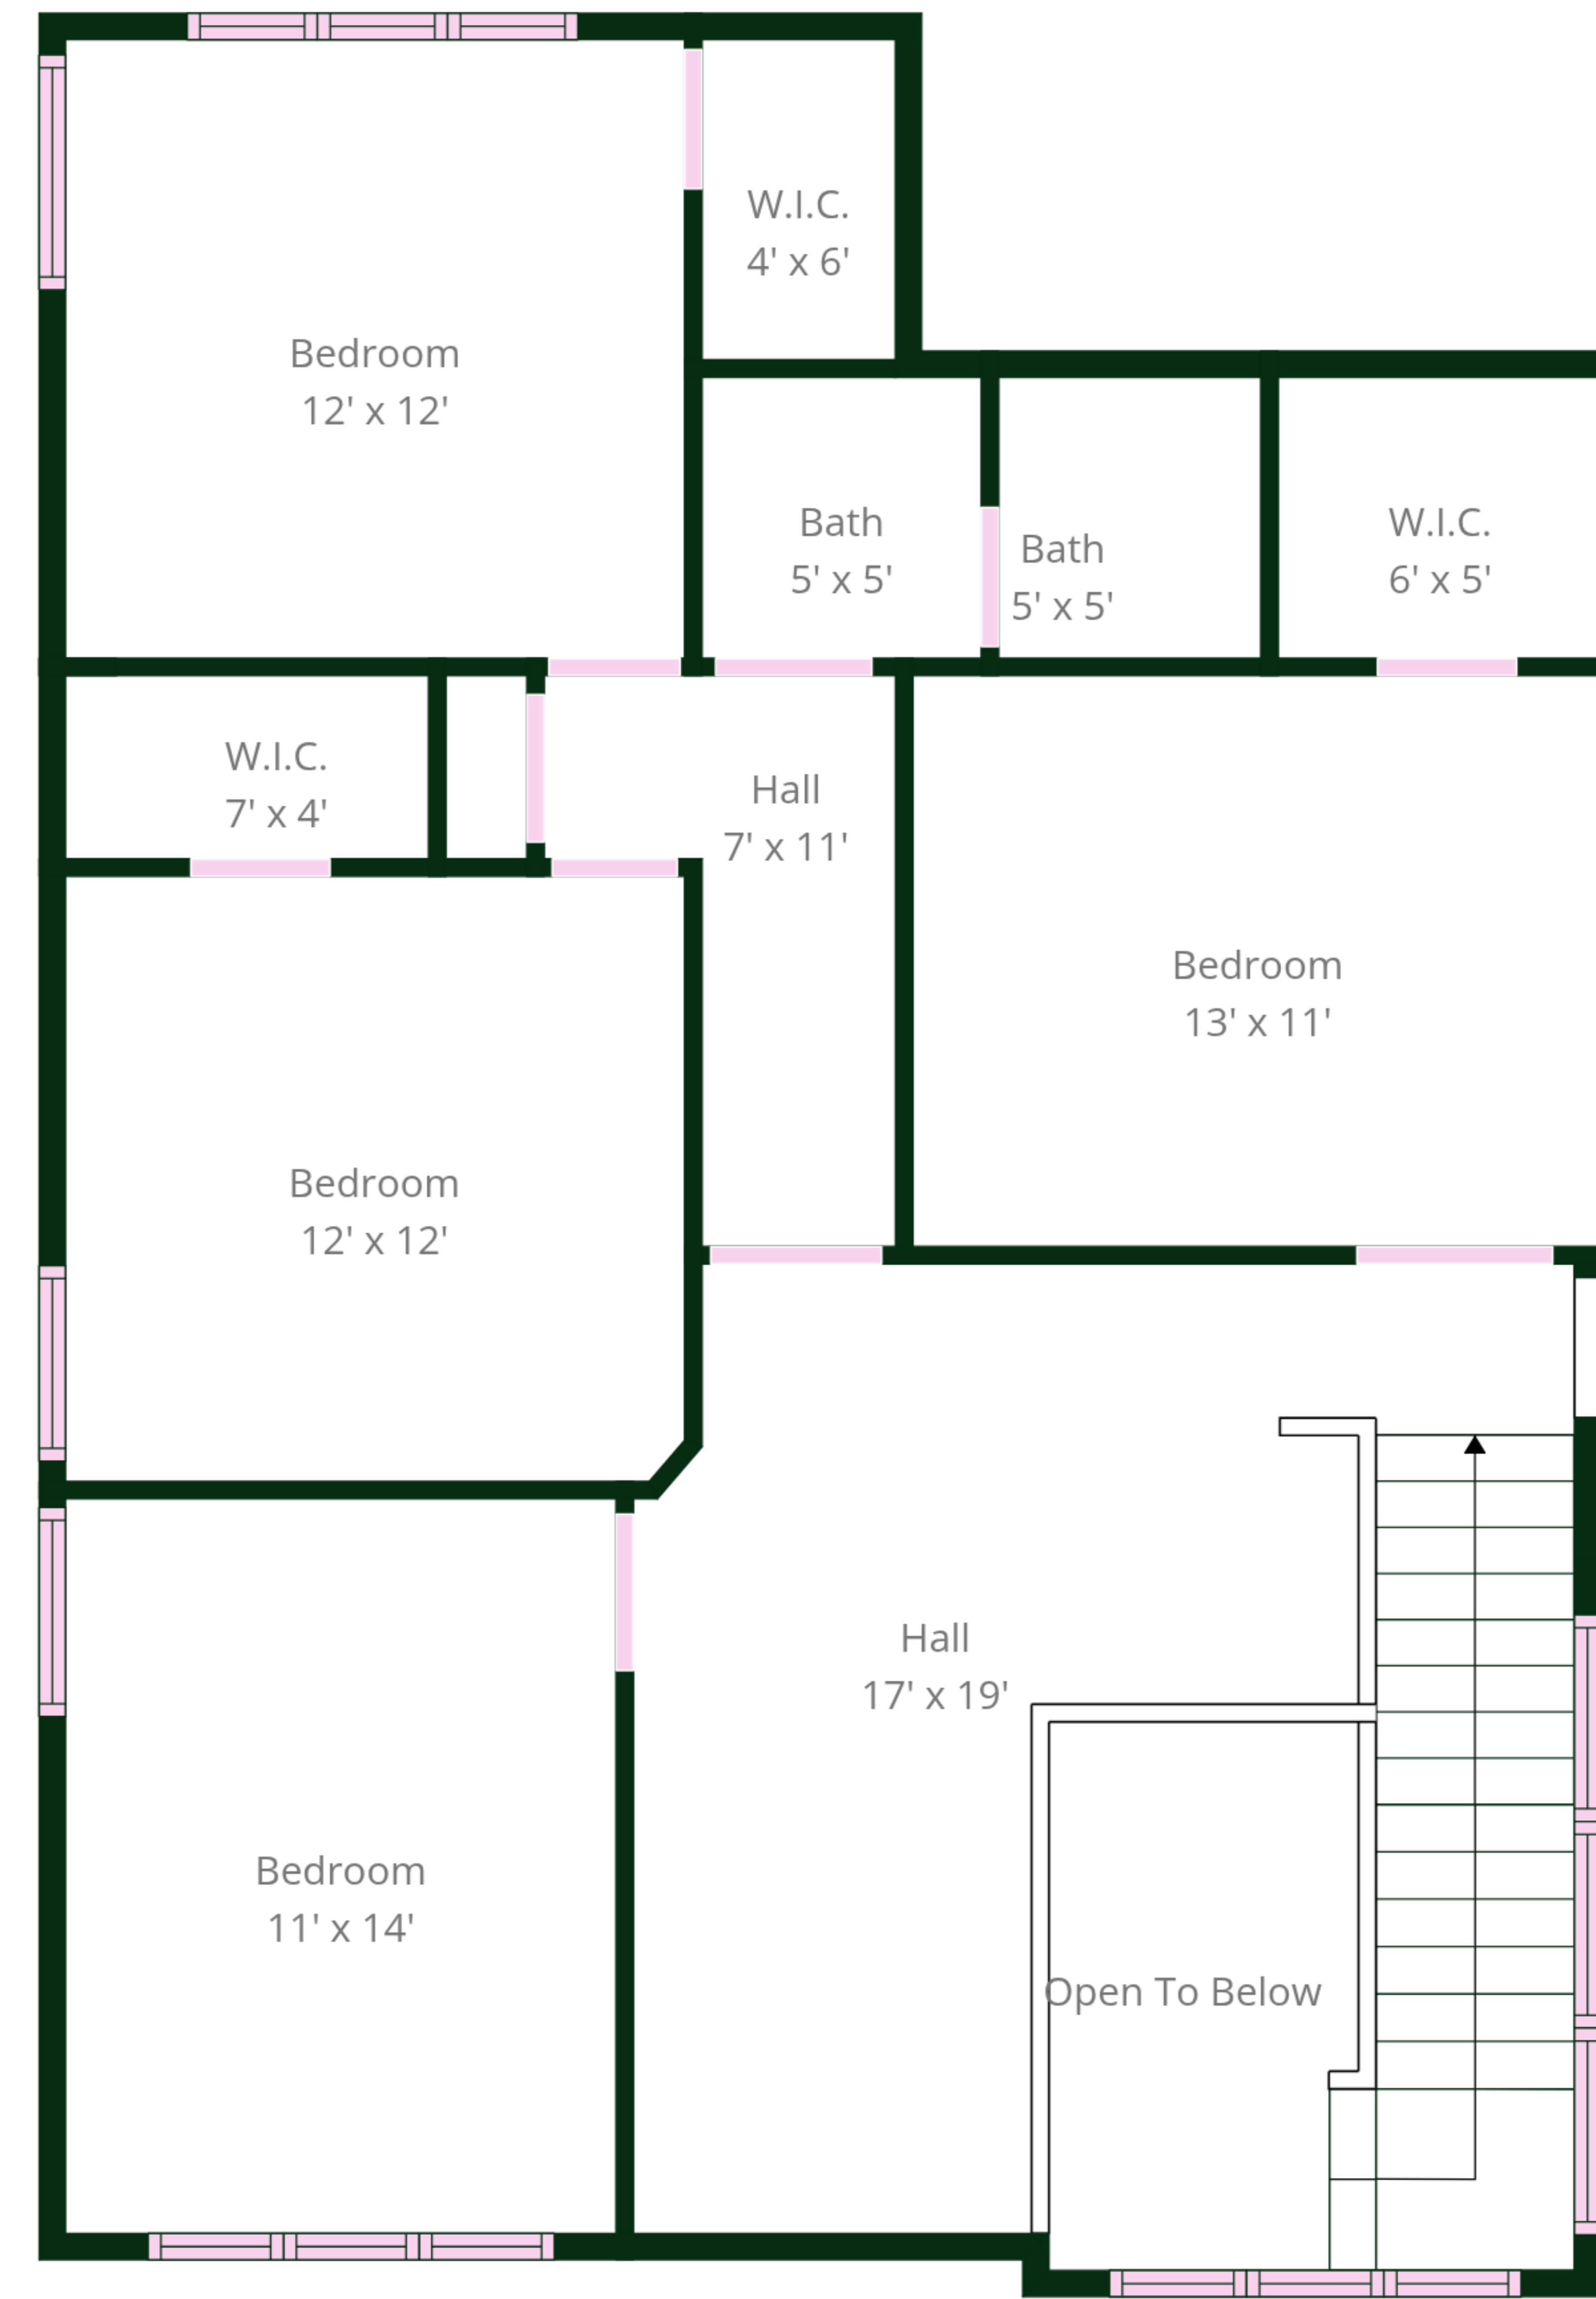 W.I.C.
4' x 6'
Bedroom
12' x 12'
Bath
5' x 5'
Bath
5' x 5'
W.I.C.
6' x 5'
W.I.C.
7' x 4'
Hall
7' x 11'
Bedroom
13' x 11'
Bedroom
12' x 12'
Hall
17' x 19'
Bedroom
11' x 14'
Open To Below